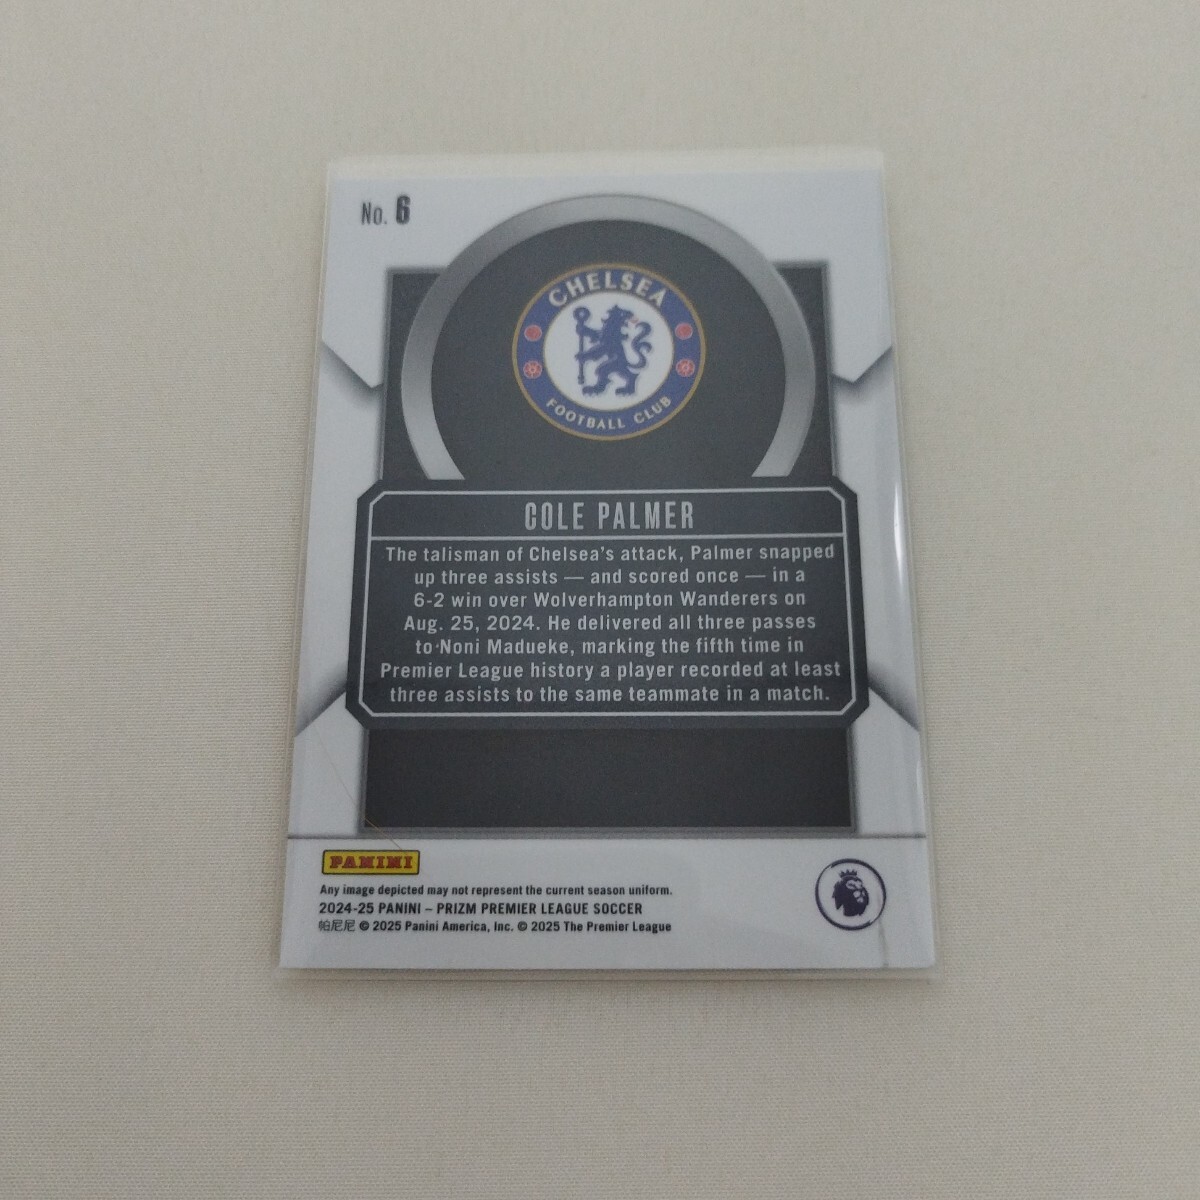 No. 6
CHELSEA
FOOTBALL CLUB
COLE PALMER
The talisman of Chelsea's attack, Palmer snapped
up three assists — and scored once — in a
6-2 win over Wolverhampton Wanderers on
Aug. 25, 2024. He delivered all three passes
to Noni Madueke, marking the fifth time in
Premier League history a player recorded at least
three assists to the same teammate in a match.
PANINI
Any image depicted may not represent the current season uniform.
2024-25 PANINI – PRIZM PREMIER LEAGUE SOCCER
帕尼尼 © 2025 Panini America, Inc. © 2025 The Premier League